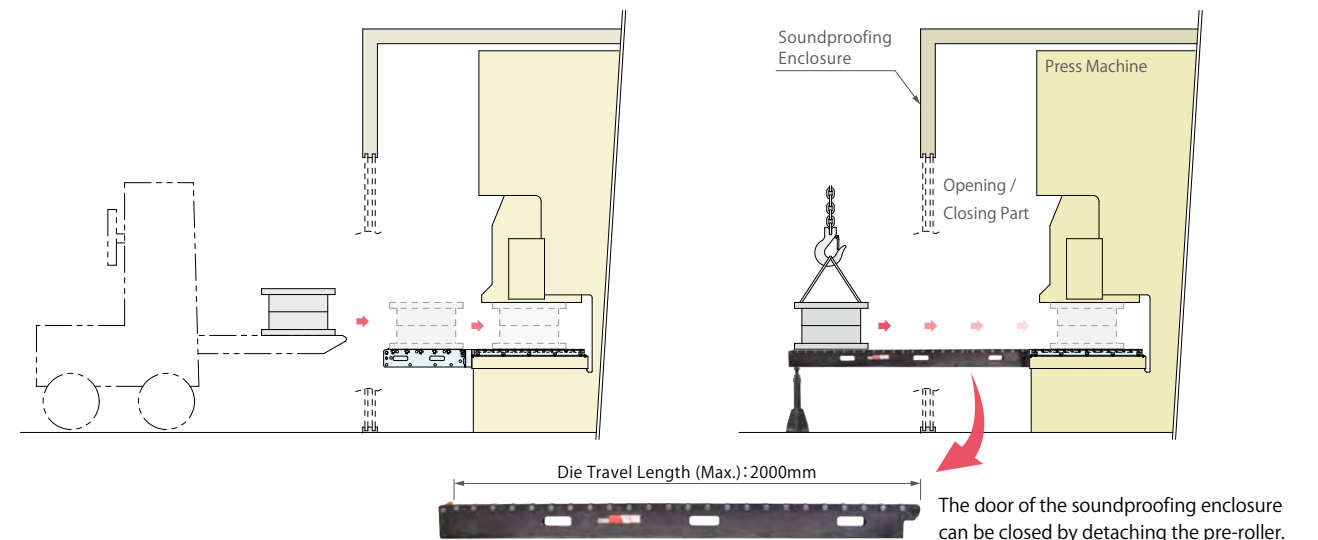 Soundproofing
Enclosure
Press Machine
Opening /
Closing Part
Die Travel Length (Max.):2000mm
The door of the soundproofing enclosure
can be closed by detaching the pre-roller.